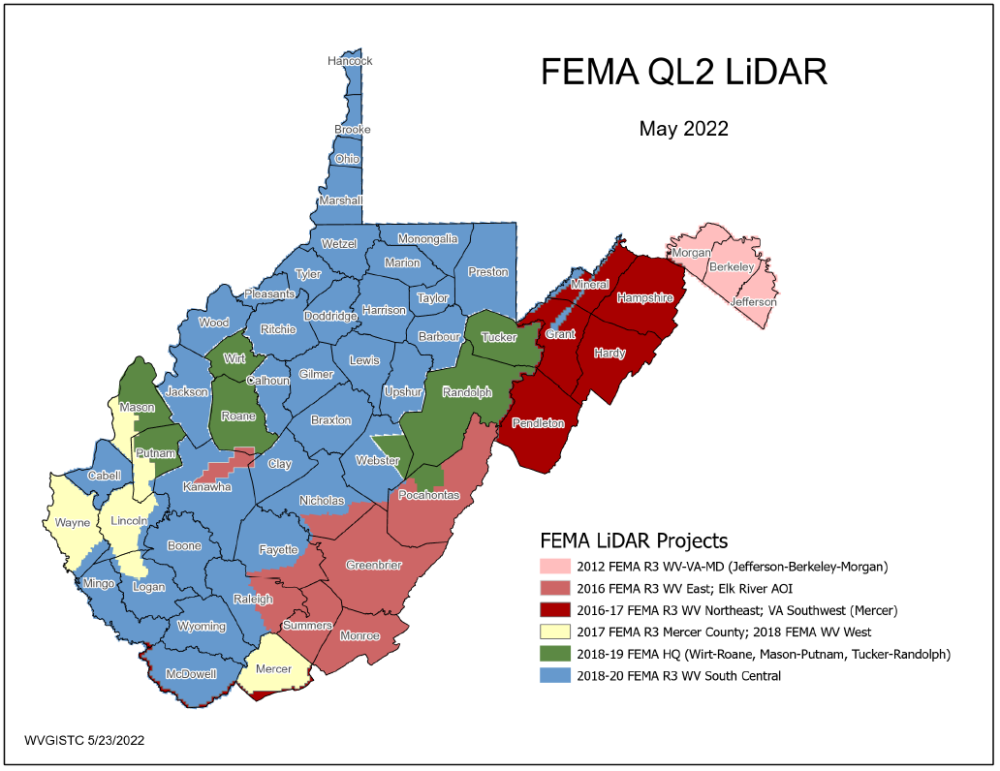 FEMA QL2 LiDAR
May 2022
Hancock
Brooke
Ohio
Marshall
Wetzel
Monongalia
Marion
Preston
Tyler
Pleasants
Taylor
Harrison
Doddridge
Wood
Ritchie
Barbour
Tucker
Mineral
Hampshire
Grant
Hardy
Morgan
Berkeley
Jefferson
Wirt
Lewis
Gilmer
Calhoun
Upshur
Randolph
Jackson
Mason
Roane
Braxton
Pendleton
Putnam
Webster
Clay
Cabell
Kanawha
Nicholas
Pocahontas
Wayne
Lincoln
Boone
Fayette
Greenbrier
Mingo
Logan
Raleigh
Wyoming
Summers
Monroe
McDowell
Mercer
FEMA LiDAR Projects
2012 FEMA R3 WV-VA-MD (Jefferson-Berkeley-Morgan)
2016 FEMA R3 WV East; Elk River AOI
2016-17 FEMA R3 WV Northeast; VA Southwest (Mercer)
2017 FEMA R3 Mercer County; 2018 FEMA WV West
2018-19 FEMA HQ (Wirt-Roane, Mason-Putnam, Tucker-Randolph)
2018-20 FEMA R3 WV South Central
WVGISTC 5/23/2022